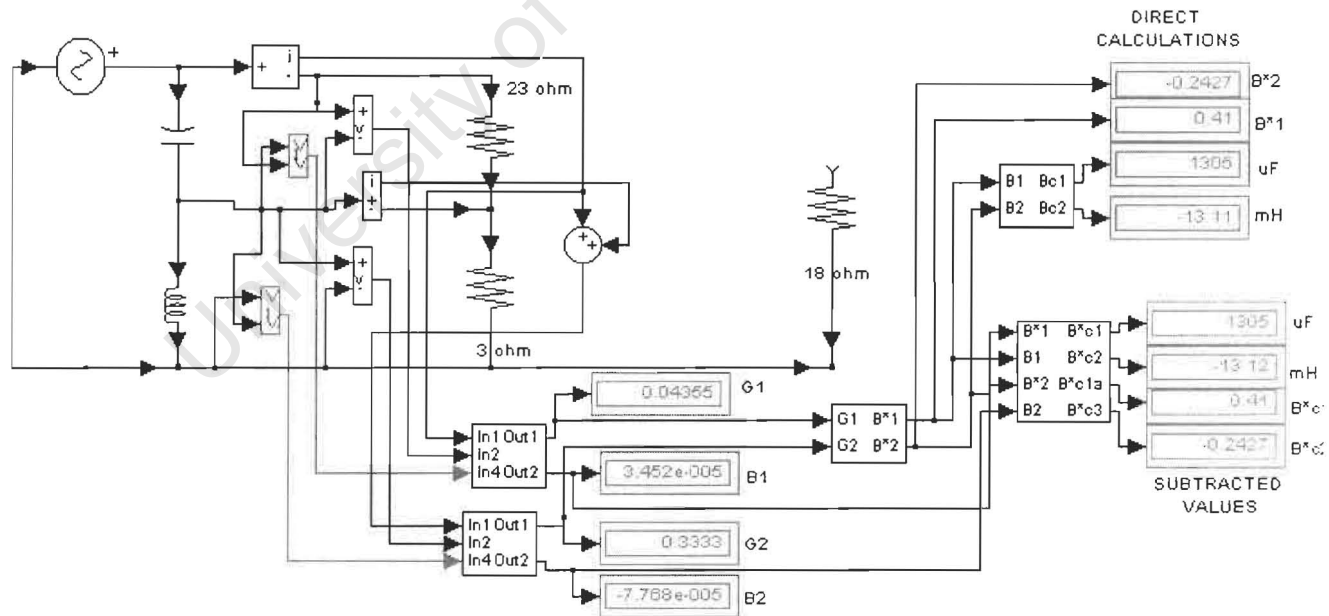 University of
DIRECT
CALCULATIONS
-0.2427 B*2
0.41 B*1
1305 uF
-13.11 mH
B1 Bc1
B2 Bc2
+
+ i -
23 ohm
+ v -
+ i -
+ +
+ v -
3 ohm
18 ohm
B*1 B*c1
B1 B*c2
B*2 B*c1a
B2 B*c3
1305 uF
-13.12 mH
0.41 B*c
-0.2427 B*c
SUBTRACTED
VALUES
0.04355 G1
G1 B*1
G2 B*2
In1 Out1
In2
In4 Out2
3.452e-005 B1
In1 Out1
In2
In4 Out2
0.3333 G2
-7.768e-005 B2